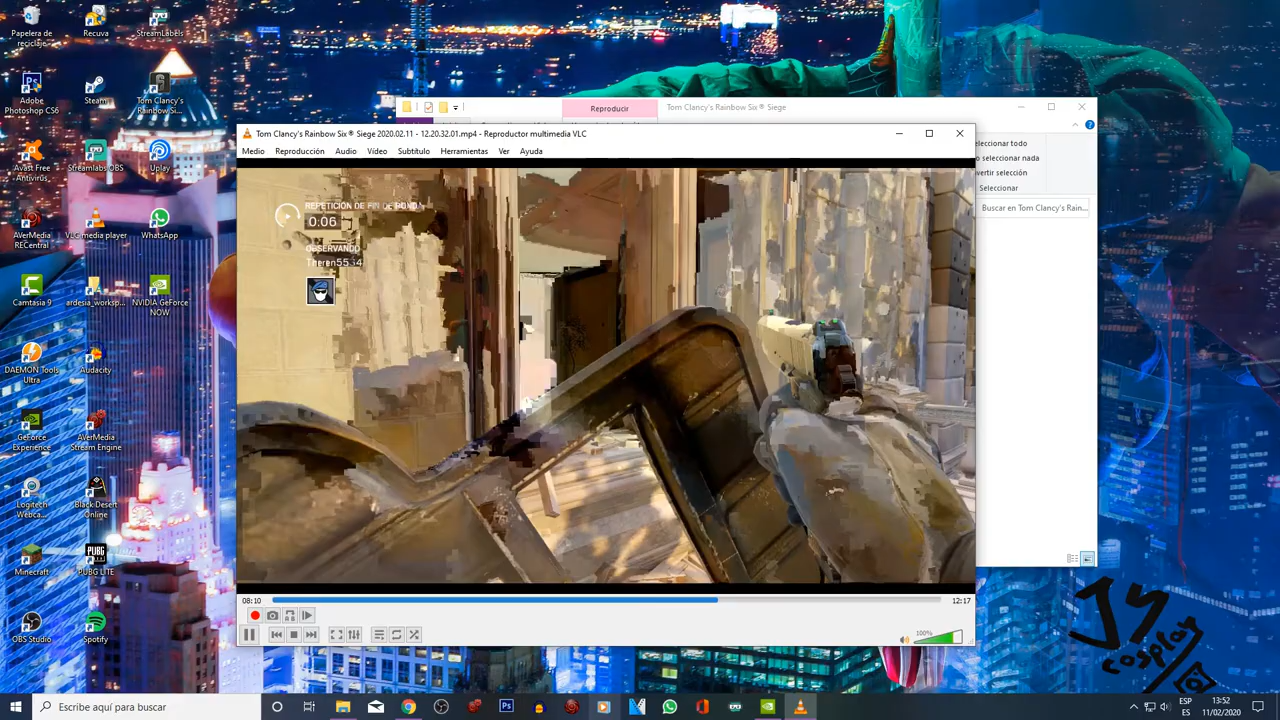 Papelera de
reciclaje
Recuva
StreamLabels
Adobe
Photoshop CS6
Steam
Tom Clancy's
Rainbow Si...
Avast Free
Antivirus
Streamlabs OBS
Uplay
AVerMedia
RECentral
VLC media player
WhatsApp
Camtasia 9
ardesia_worksp...
NVIDIA GeForce
NOW
DAEMON Tools
Ultra
Audacity
GeForce
Experience
AVerMedia
Stream Engine
Logitech
Webca...
Black Desert
Online
Minecraft
PUBG LITE
OBS Studio
Spotify
Reproducir
Tom Clancy's Rainbow Six® Siege
eleccionar todo
o seleccionar nada
vertir selección
Seleccionar
Buscar en Tom Clancy's Rain...
Tom Clancy's Rainbow Six® Siege 2020.02.11 - 12.20.32.01.mp4 - Reproductor multimedia VLC
Medio Reproducción Audio Vídeo Subtítulo Herramientas Ver Ayuda
REPETICIÓN DE FIN DE RONDA
0:06
OBSERVANDO
08:10
12:17
100%
JM
cosplay
Escribe aquí para buscar
ESP
ES
13:52
11/02/2020